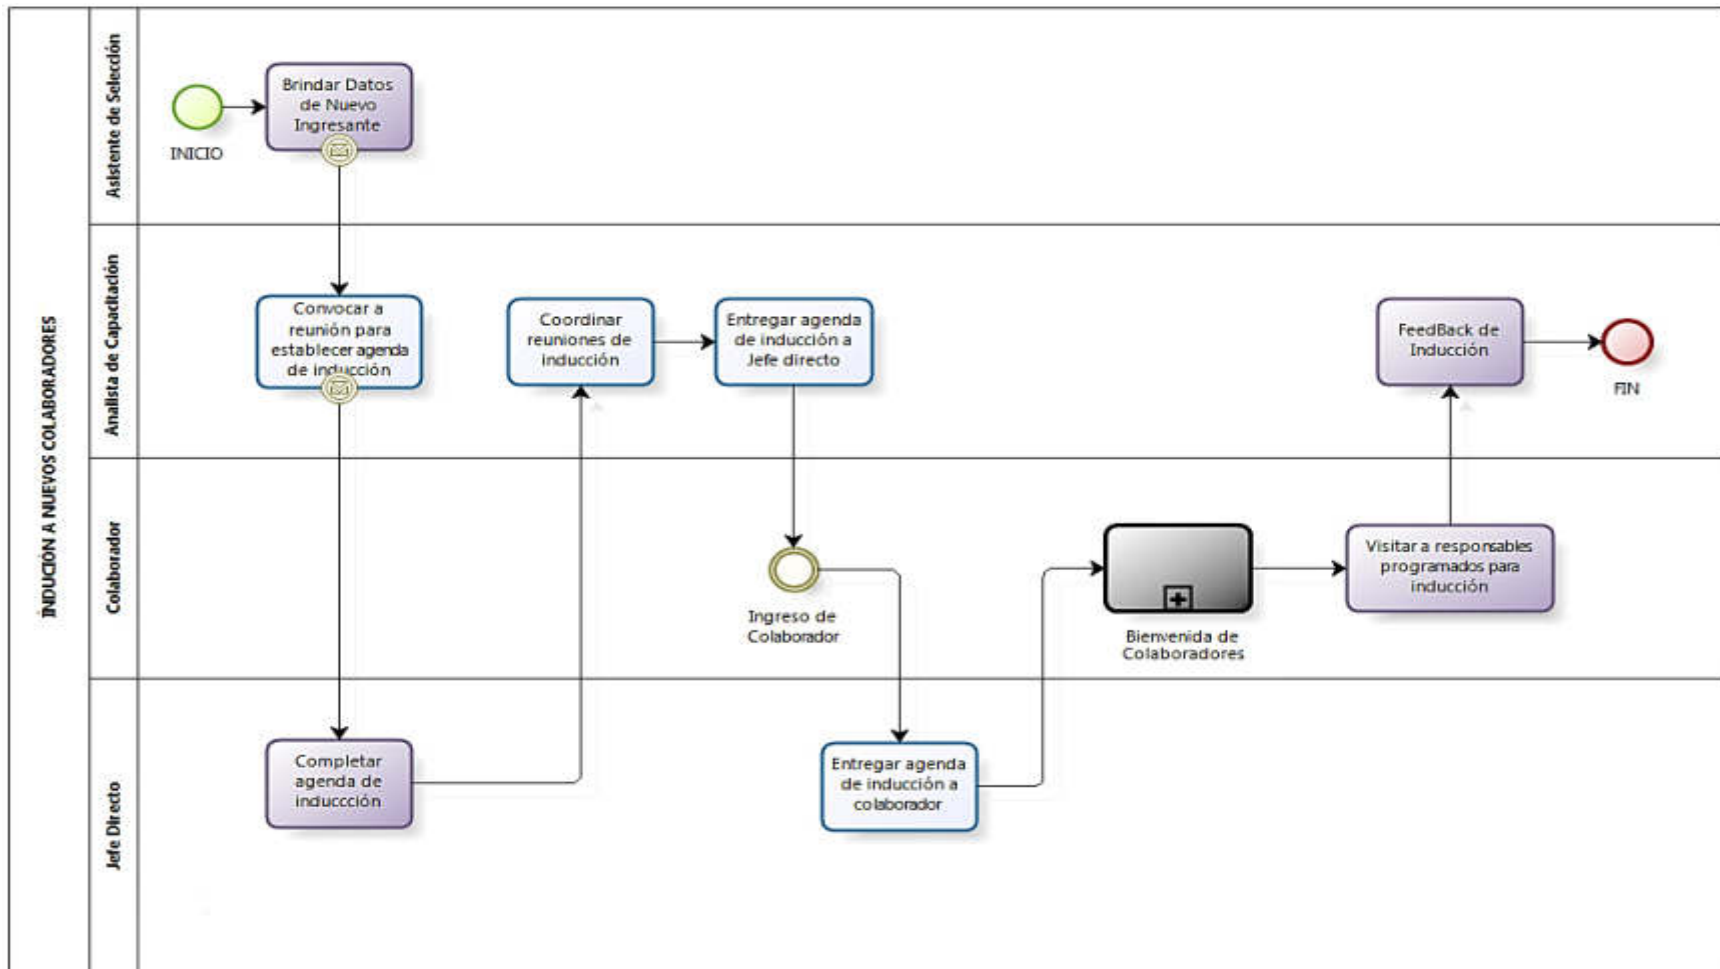 ÍNDUCIÓN A NUEVOS COLABORADORES
Asistente de Selección
INICIO
Brindar Datos
de Nuevo
Ingresante
Analista de Capacitación
Convocar a
reunión para
establecer agenda
de inducción
Coordinar
reuniones de
inducción
Entregar agenda
de inducción a
Jefe directo
FeedBack de
Inducción
FIN
Colaborador
Ingreso de
Colaborador
Bienvenida de
Colaboradores
Visitar a responsables
programados para
inducción
Jefe Directo
Completar
agenda de
induccción
Entregar agenda
de inducción a
colaborador